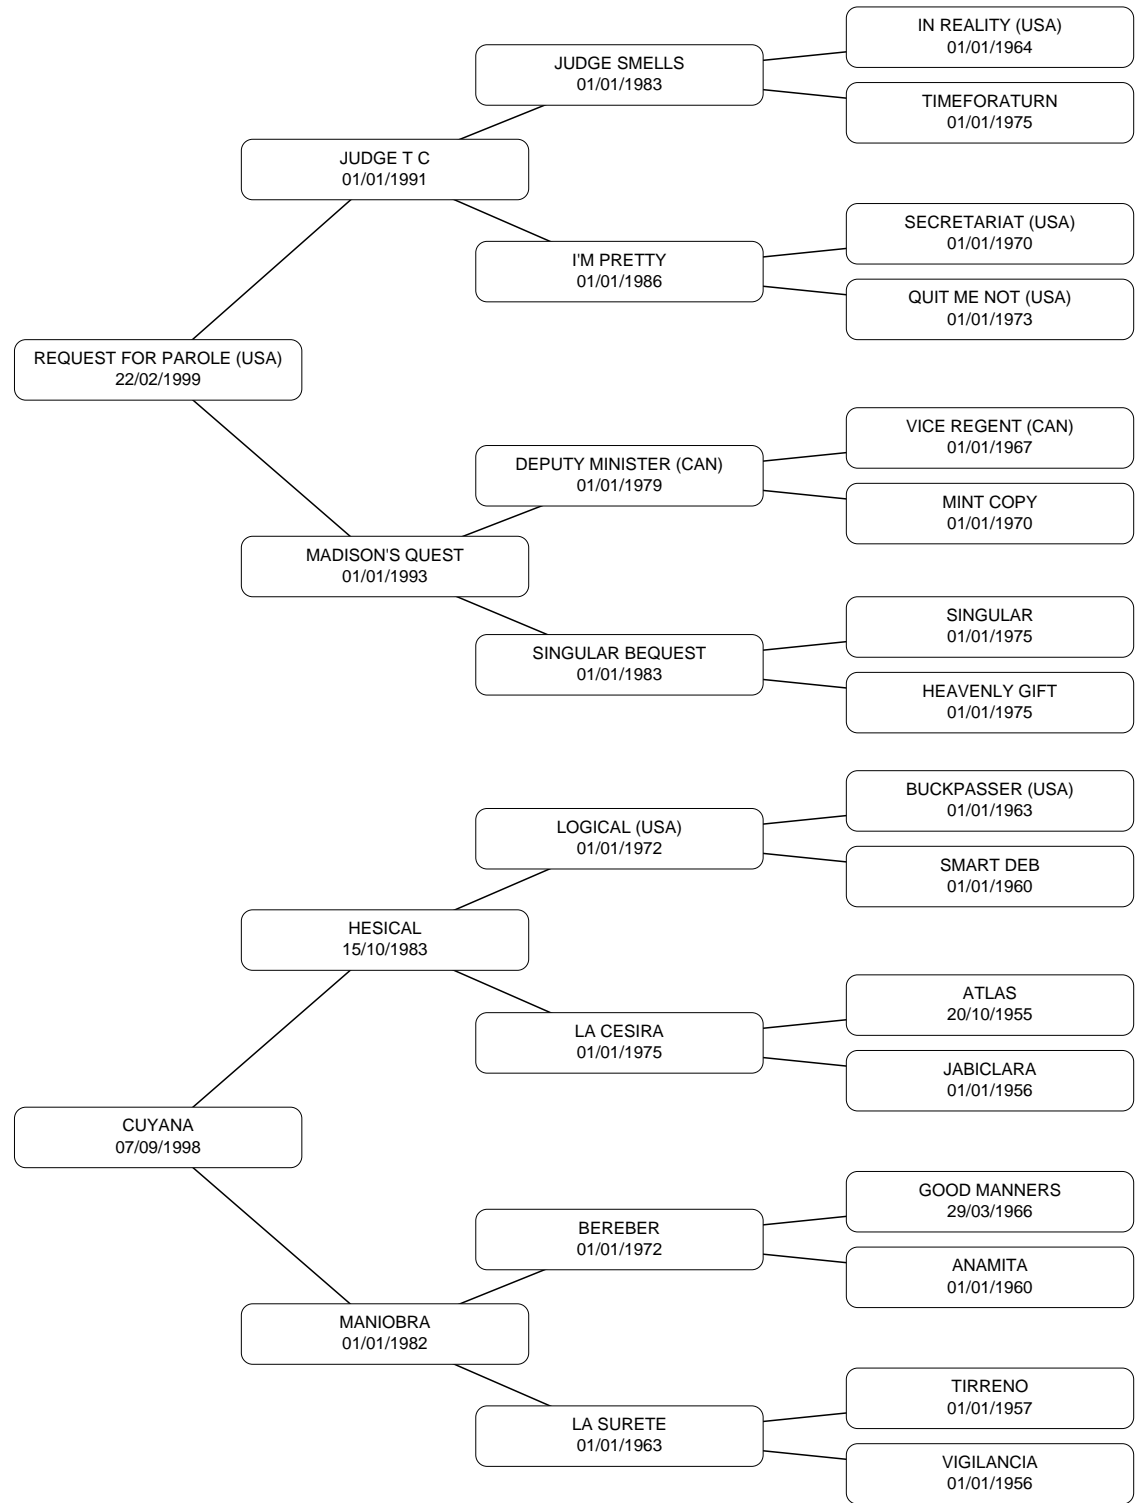 IN REALITY (USA)
01/01/1964
JUDGE SMELLS
01/01/1983
TIMEFORATURN
01/01/1975
JUDGE T C
01/01/1991
SECRETARIAT (USA)
01/01/1970
I'M PRETTY
01/01/1986
QUIT ME NOT (USA)
01/01/1973
REQUEST FOR PAROLE (USA)
22/02/1999
VICE REGENT (CAN)
01/01/1967
DEPUTY MINISTER (CAN)
01/01/1979
MINT COPY
01/01/1970
MADISON'S QUEST
01/01/1993
SINGULAR
01/01/1975
SINGULAR BEQUEST
01/01/1983
HEAVENLY GIFT
01/01/1975
BUCKPASSER (USA)
01/01/1963
LOGICAL (USA)
01/01/1972
SMART DEB
01/01/1960
HESICAL
15/10/1983
ATLAS
20/10/1955
LA CESIRA
01/01/1975
JABICLARA
01/01/1956
CUYANA
07/09/1998
GOOD MANNERS
29/03/1966
BEREBER
01/01/1972
ANAMITA
01/01/1960
MANIOBRA
01/01/1982
TIRRENO
01/01/1957
LA SURETE
01/01/1963
VIGILANCIA
01/01/1956